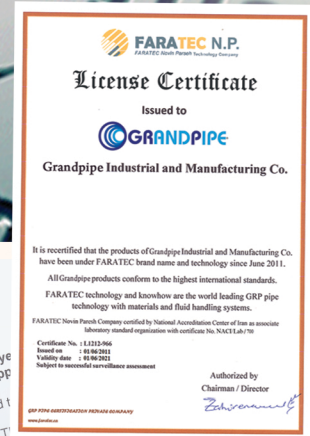 FARATEC N.P.
FARATEC Novin Paresh Technology Company
License Certificate
Issued to
GRANDPIPE
Grandpipe Industrial and Manufacturing Co.
It is recertified that the products of Grandpipe Industrial and Manufacturing Co.
have been under FARATEC brand name and technology since June 2011.
All Grandpipe products conform to the highest international standards.
FARATEC technology and knowhow are the world leading GRP pipe
technology with materials and fluid handling systems.
FARATEC Novin Paresh Company certified by National Accreditation Center of Iran as associate
laboratory standard organization with certificate No. NACI/Lab/701
Certificate No. : L1212-966
Issued on : 01/06/2011
Validity date : 01/06/2021
Subject to successful surveillance assessment
Authorized by
Chairman / Director
GRP PIPE CERTIFICATION PRIVATE COMPANY
www.faratec.co